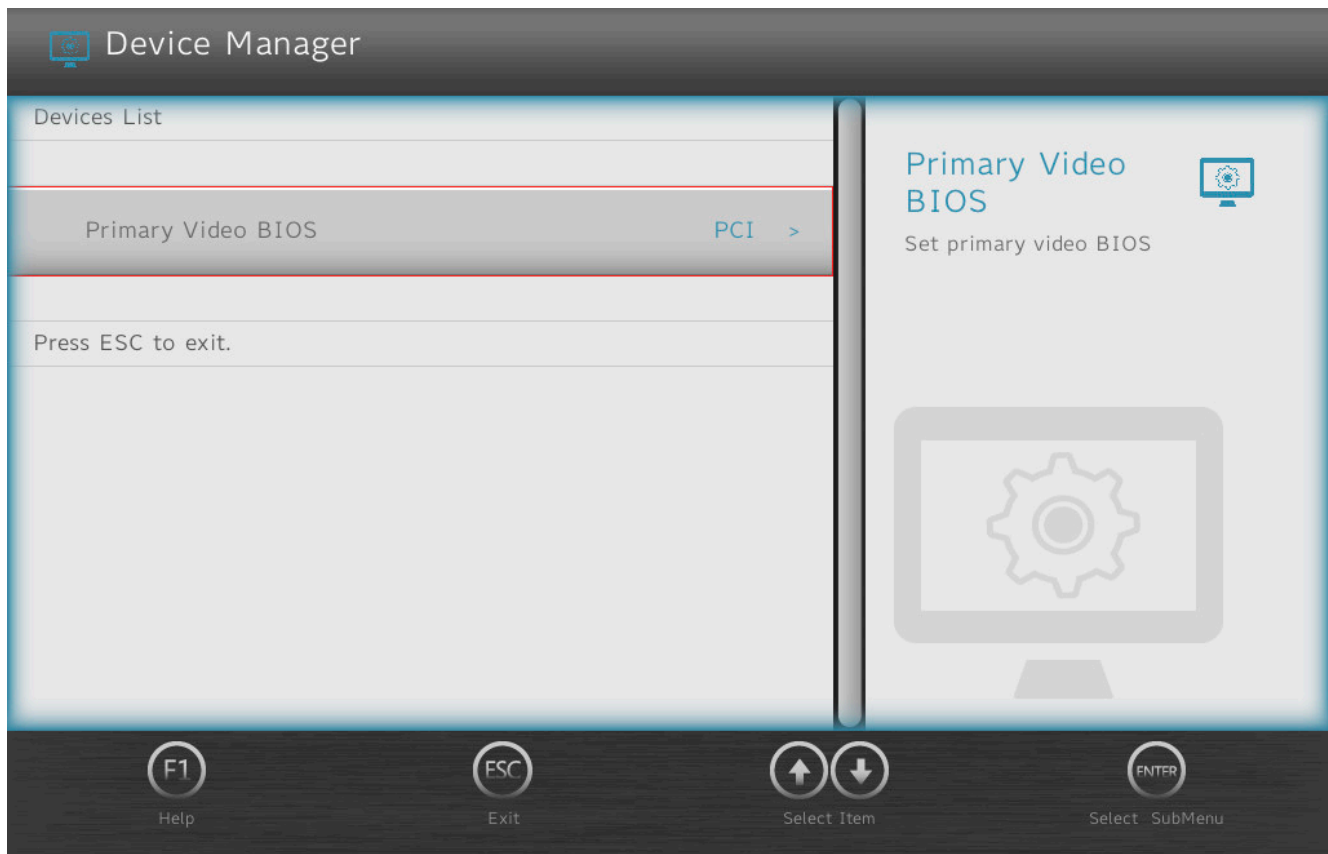 Device Manager
Devices List
Primary Video BIOS PCI >
Press ESC to exit.
Primary Video
BIOS
Set primary video BIOS
F1 ESC ENTER
Help Exit Select Item Select SubMenu